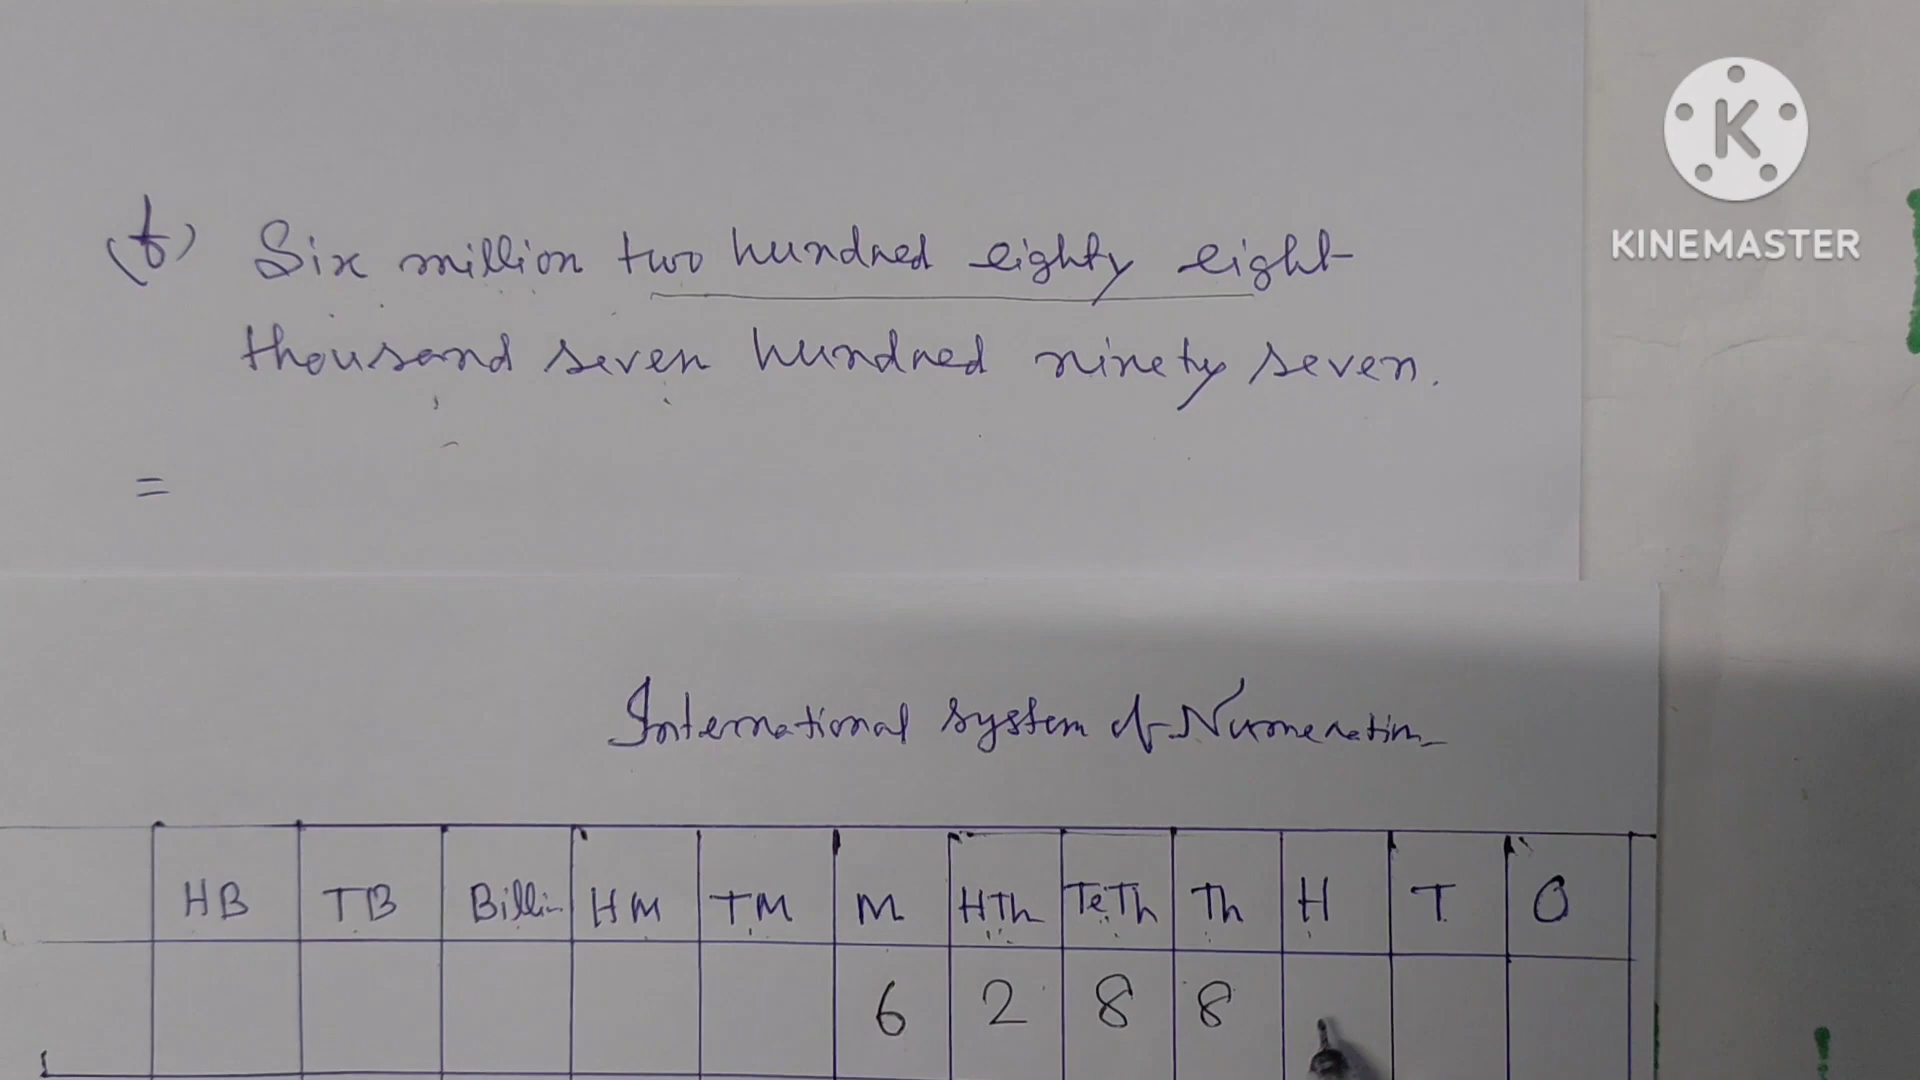 K
KINEMASTER
(b) Six million two hundred eighty eight
thousand seven hundred ninety seven.
=
International system of Numeration
HB TB Billin HM TM M HTh TeTh Th H T O
6 2 8 8